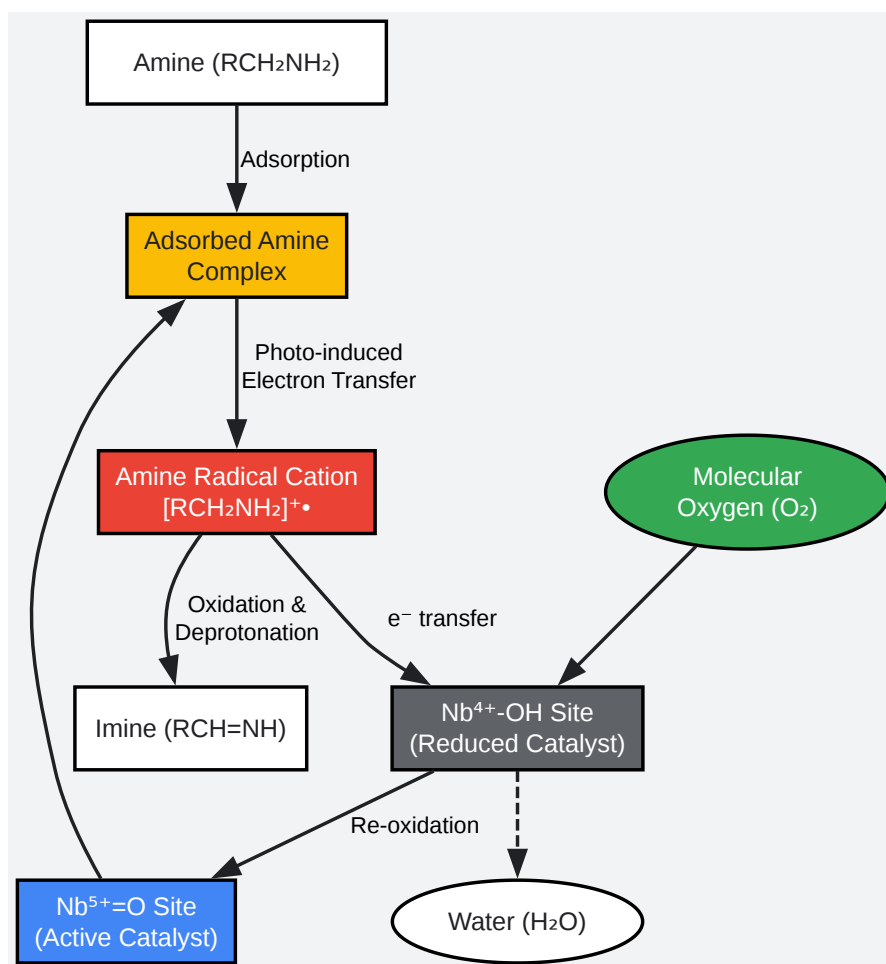 Amine (RCH₂NH₂)
Adsorption
Adsorbed Amine
Complex
Photo-induced
Electron Transfer
Amine Radical Cation
[RCH₂NH₂]⁺•
Molecular
Oxygen (O₂)
Oxidation &
Deprotonation
e⁻ transfer
Imine (RCH=NH)
Nb⁴⁺-OH Site
(Reduced Catalyst)
Re-oxidation
Nb⁵⁺=O Site
(Active Catalyst)
Water (H₂O)